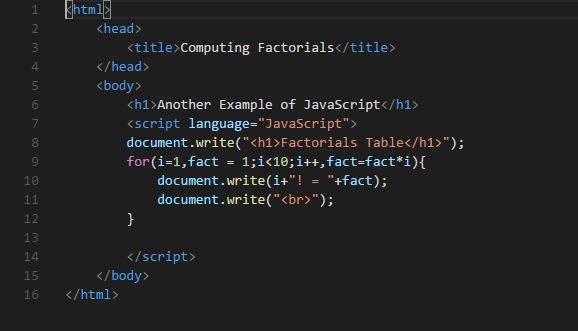 1 <html>
2     <head>
3         <title>Computing Factorials</title>
4     </head>
5     <body>
6         <h1>Another Example of JavaScript</h1>
7         <script language="JavaScript">
8         document.write("<h1>Factorials Table</h1>");
9         for(i=1,fact = 1;i<10;i++,fact=fact*i){
10             document.write(i+"! = "+fact);
11             document.write("<br>");
12         }
13
14         </script>
15     </body>
16 </html>